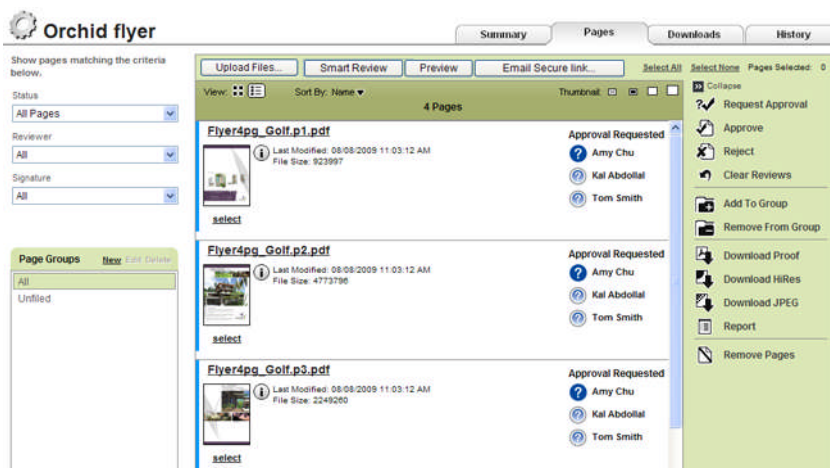 Orchid flyer
Summary
Pages
Downloads
History
Show pages matching the criteria
below.
Status
All Pages
Reviewer
All
Signature
All
Page Groups New Edit Delete
All
Unfiled
Upload Files... Smart Review Preview Email Secure link... Select All Select None Pages Selected: 0
View: Sort By: Name ▼ Thumbnail:
4 Pages
Flyer4pg_Golf.p1.pdf
Last Modified: 08/08/2009 11:03:12 AM
File Size: 923997
select
Approval Requested
Amy Chu
Kal Abdollal
Tom Smith
Flyer4pg_Golf.p2.pdf
Last Modified: 08/08/2009 11:03:12 AM
File Size: 4773796
select
Approval Requested
Amy Chu
Kal Abdollal
Tom Smith
Flyer4pg_Golf.p3.pdf
Last Modified: 08/08/2009 11:03:12 AM
File Size: 2249260
select
Approval Requested
Amy Chu
Kal Abdollal
Tom Smith
Collapse
Request Approval
Approve
Reject
Clear Reviews
Add To Group
Remove From Group
Download Proof
Download HiRes
Download JPEG
Report
Remove Pages